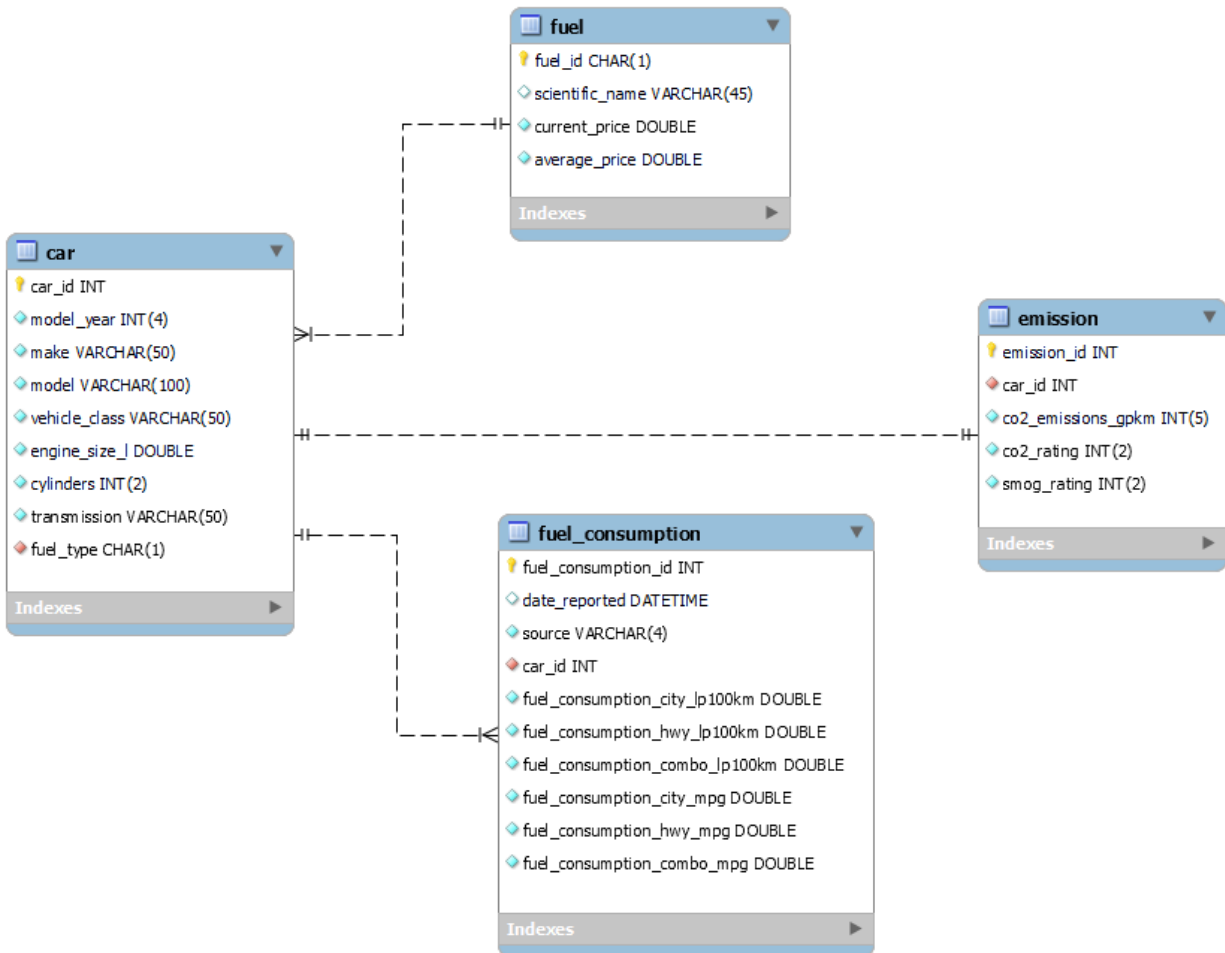 fuel
fuel_id CHAR(1)
scientific_name VARCHAR(45)
current_price DOUBLE
average_price DOUBLE
Indexes
car
car_id INT
model_year INT(4)
make VARCHAR(50)
model VARCHAR(100)
vehicle_class VARCHAR(50)
engine_size_l DOUBLE
cylinders INT(2)
transmission VARCHAR(50)
fuel_type CHAR(1)
Indexes
emission
emission_id INT
car_id INT
co2_emissions_gpkm INT(5)
co2_rating INT(2)
smog_rating INT(2)
Indexes
fuel_consumption
fuel_consumption_id INT
date_reported DATETIME
source VARCHAR(4)
car_id INT
fuel_consumption_city_lp100km DOUBLE
fuel_consumption_hwy_lp100km DOUBLE
fuel_consumption_combo_lp100km DOUBLE
fuel_consumption_city_mpg DOUBLE
fuel_consumption_hwy_mpg DOUBLE
fuel_consumption_combo_mpg DOUBLE
Indexes